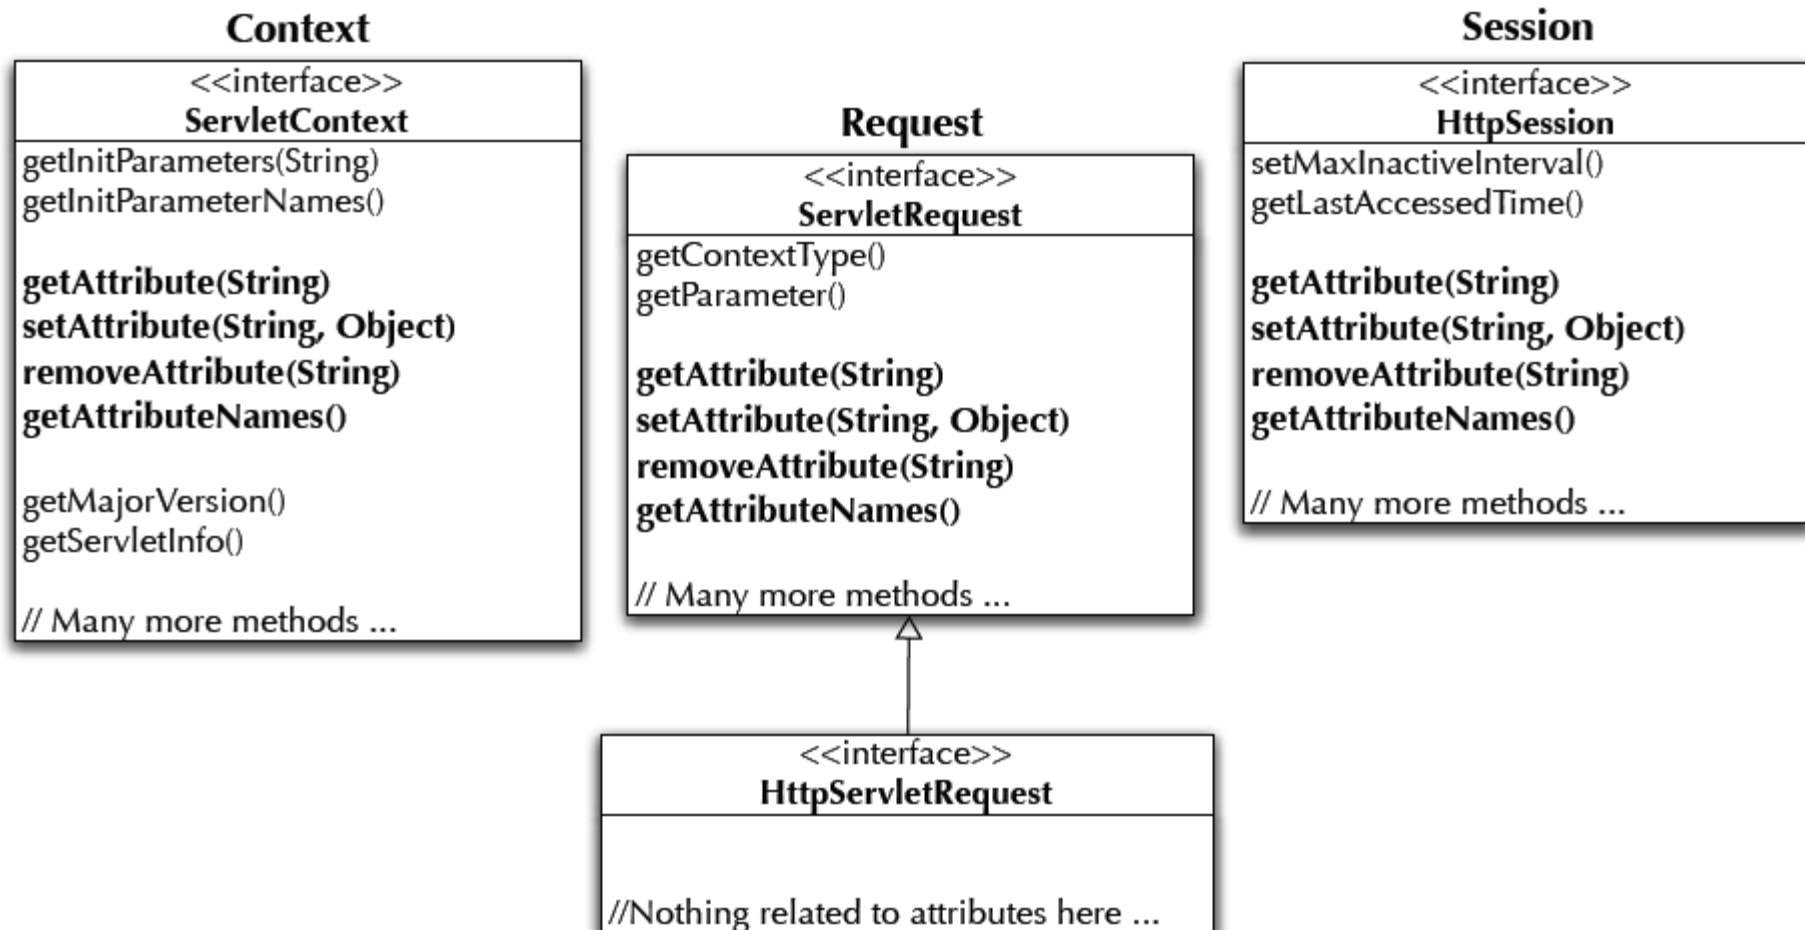 Context
<<interface>>
ServletContext
getInitParameters(String)
getInitParameterNames()
getAttribute(String)
setAttribute(String, Object)
removeAttribute(String)
getAttributeNames()
getMajorVersion()
getServletInfo()
// Many more methods ...
Request
<<interface>>
ServletRequest
getContextType()
getParameter()
getAttribute(String)
setAttribute(String, Object)
removeAttribute(String)
getAttributeNames()
// Many more methods ...
Session
<<interface>>
HttpSession
setMaxInactiveInterval()
getLastAccessedTime()
getAttribute(String)
setAttribute(String, Object)
removeAttribute(String)
getAttributeNames()
// Many more methods ...
<<interface>>
HttpServletRequest
//Nothing related to attributes here ...